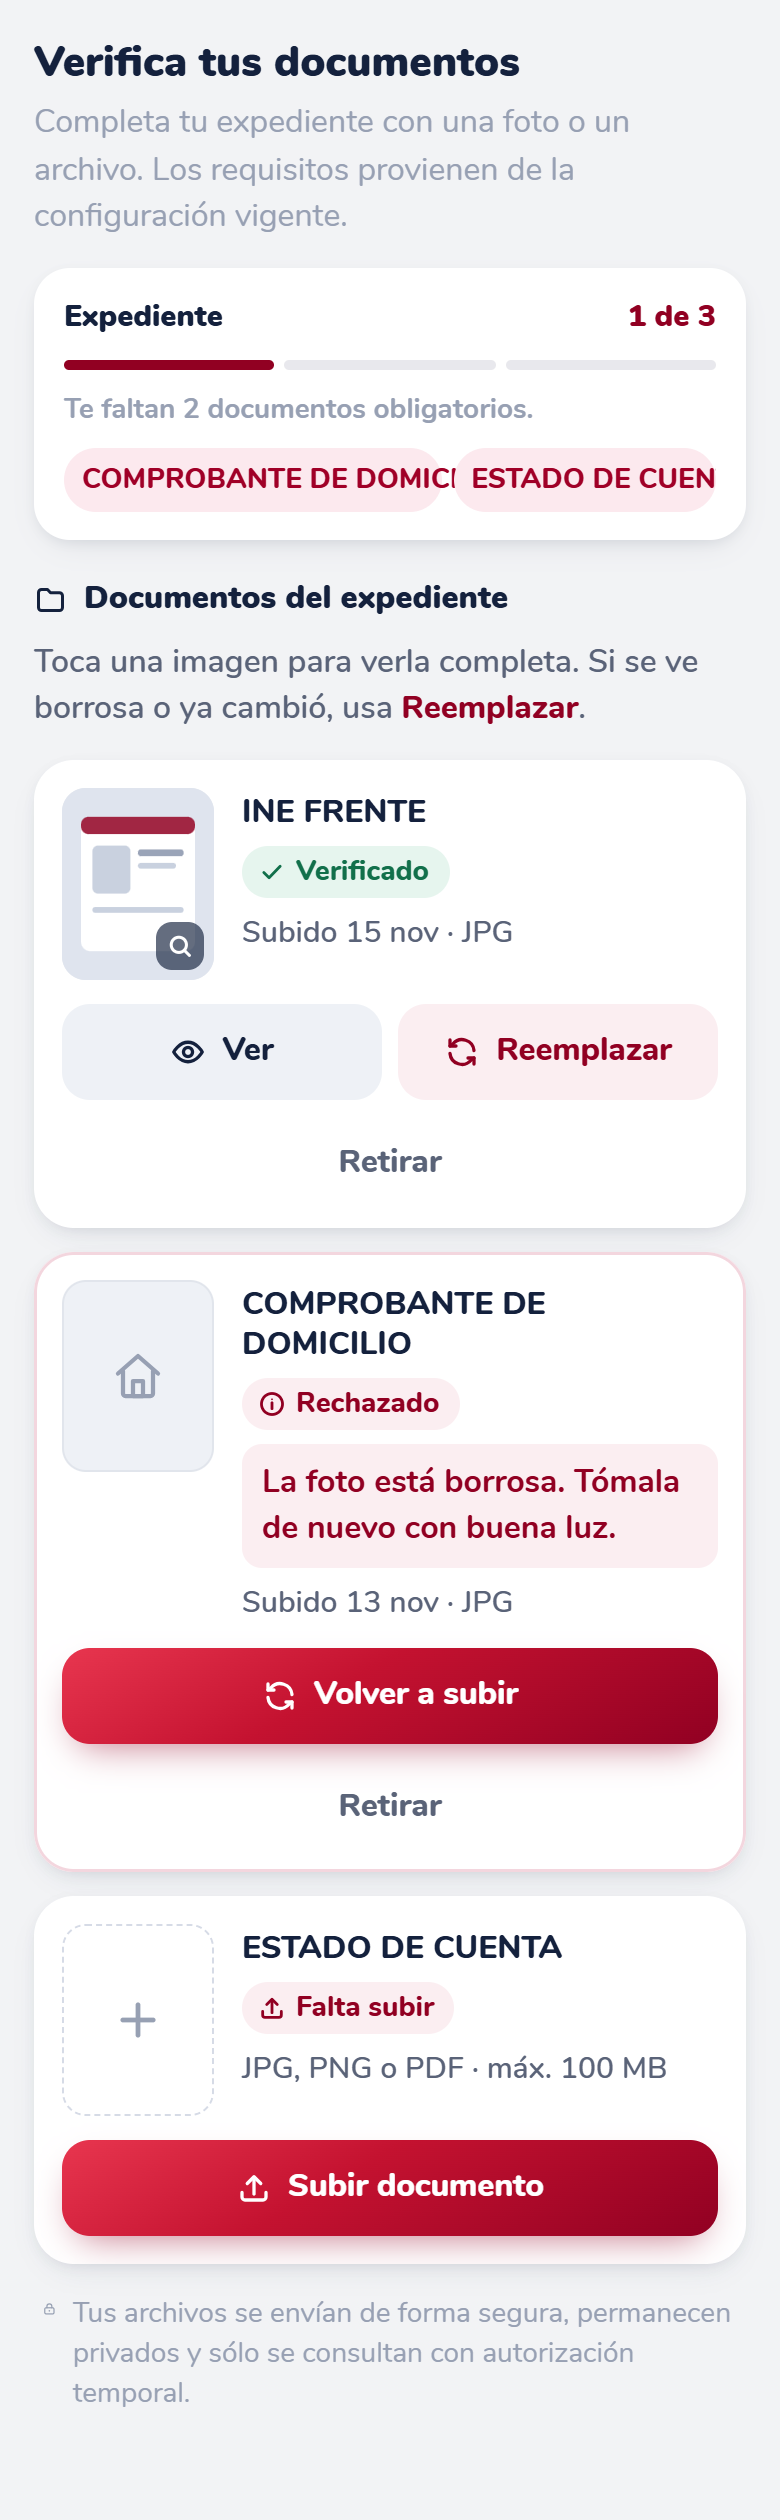 Verifica tus documentos
Completa tu expediente con una foto o un
archivo. Los requisitos provienen de la
configuración vigente.
Expediente
1 de 3
Te faltan 2 documentos obligatorios.
COMPROBANTE DE DOMICI
ESTADO DE CUEN
Documentos del expediente
Toca una imagen para verla completa. Si se ve
borrosa o ya cambió, usa Reemplazar.
INE FRENTE
Verificado
Subido 15 nov · JPG
Ver
Reemplazar
Retirar
COMPROBANTE DE
DOMICILIO
Rechazado
La foto está borrosa. Tómala
de nuevo con buena luz.
Subido 13 nov · JPG
Volver a subir
Retirar
ESTADO DE CUENTA
Falta subir
JPG, PNG o PDF · máx. 100 MB
Subir documento
Tus archivos se envían de forma segura, permanecen
privados y sólo se consultan con autorización
temporal.